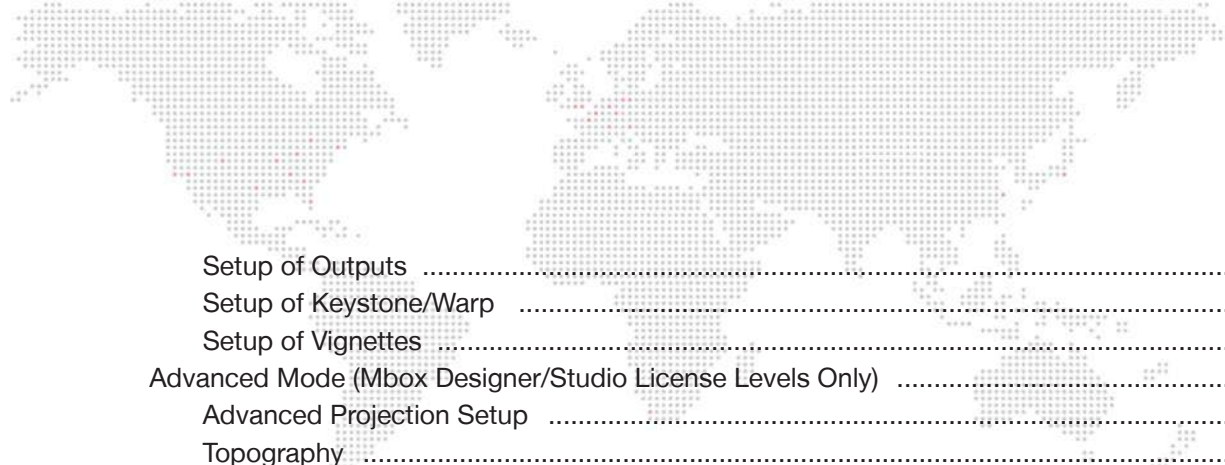 Setup of Outputs ........................................................................................................
Setup of Keystone/Warp ........................................................................................
Setup of Vignettes ....................................................................................................
Advanced Mode (Mbox Designer/Studio License Levels Only) ..........................................
Advanced Projection Setup ....................................................................................
Topography ................................................................................................................